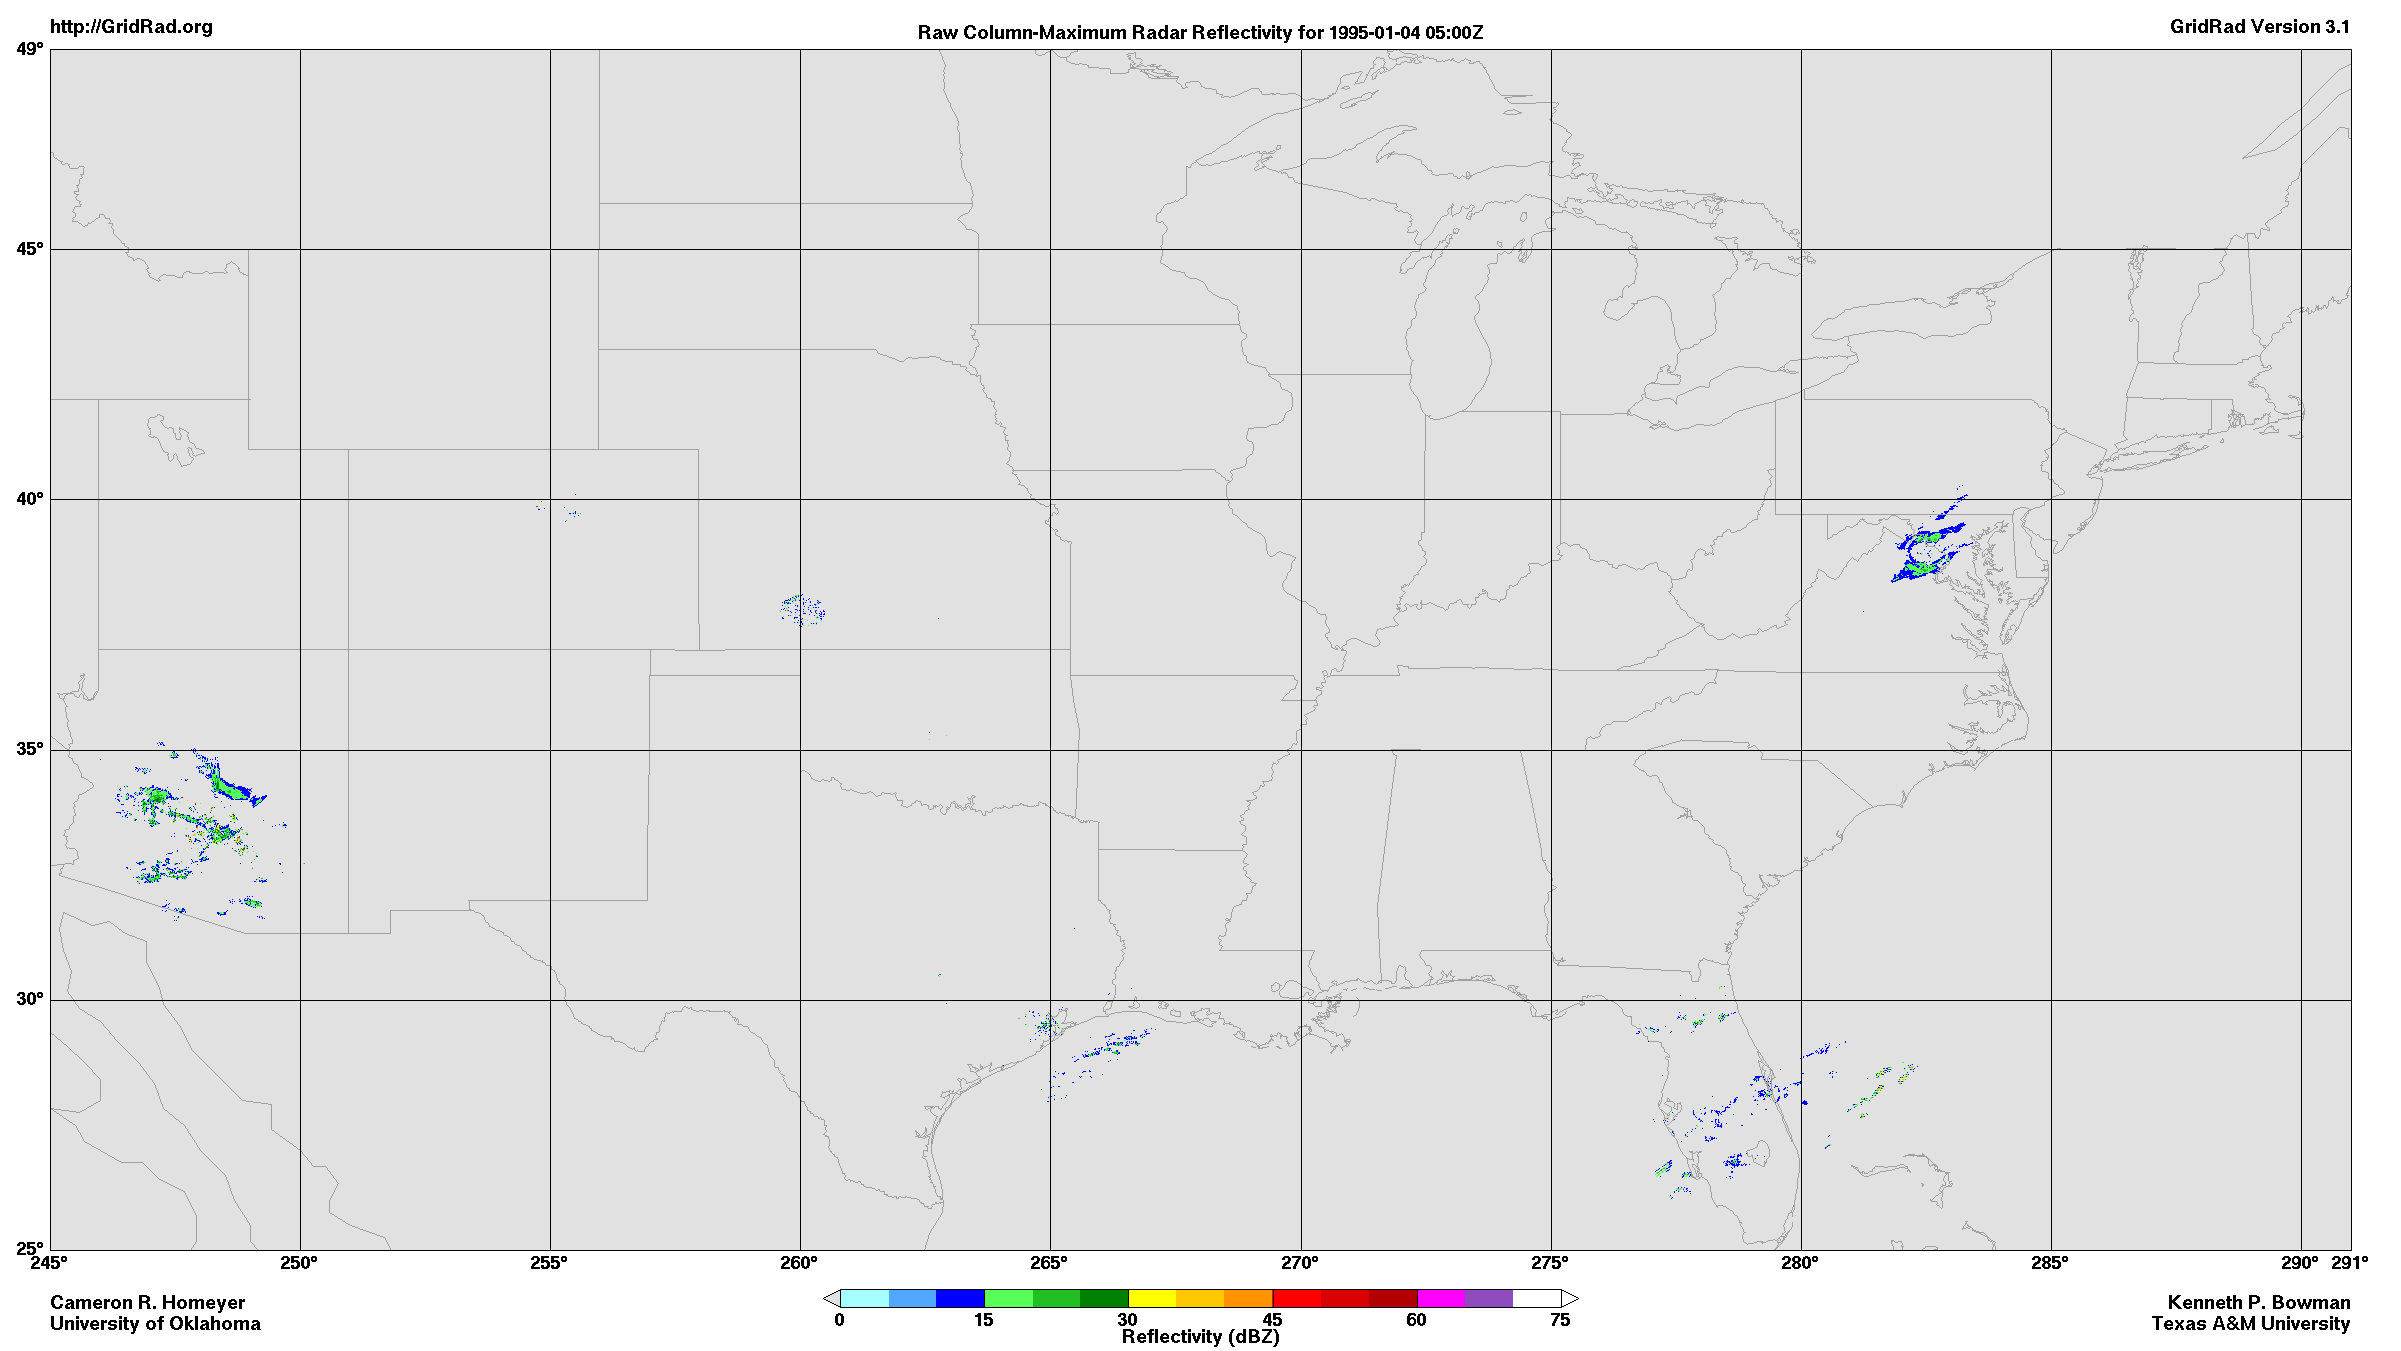 http://GridRad.org
Raw Column-Maximum Radar Reflectivity for 1995-01-04 05:00Z
GridRad Version 3.1
49°
45°
40°
35°
30°
25°
245° 250° 255° 260° 265° 270° 275° 280° 285° 290° 291°
Cameron R. Homeyer
University of Oklahoma
0 15 30 45 60 75
Reflectivity (dBZ)
Kenneth P. Bowman
Texas A&M University